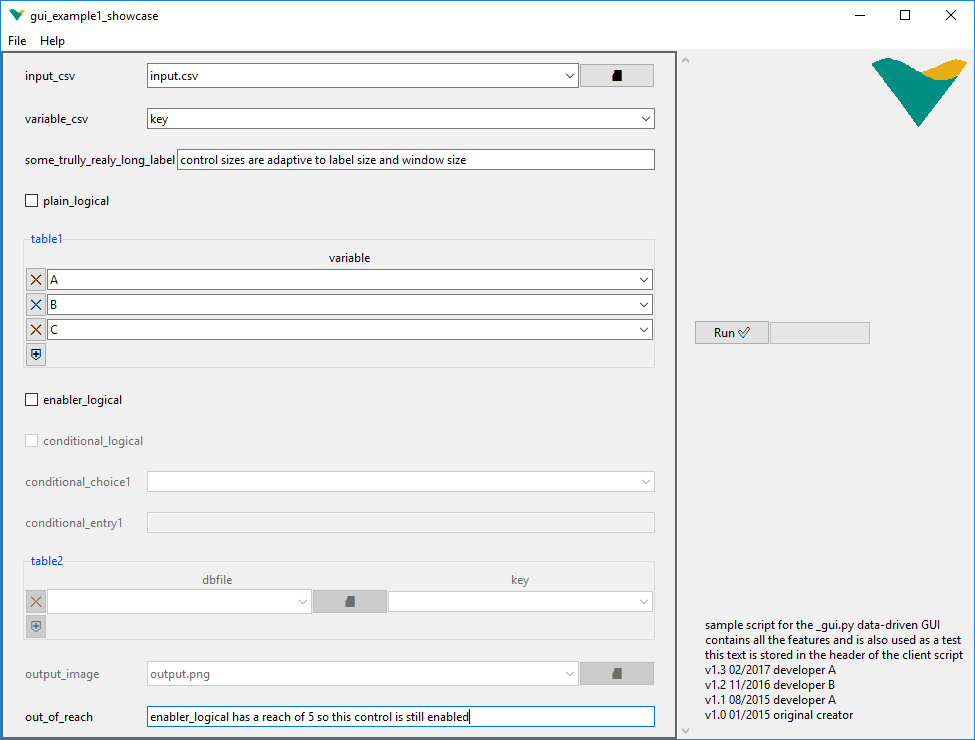 gui_example1_showcase
File Help
input_csv input.csv
variable_csv key
some_trully_realy_long_label control sizes are adaptive to label size and window size
plain_logical
table1
variable
A
B
C
Run
enabler_logical
conditional_logical
conditional_choice1
conditional_entry1
table2
dbfile key
output_image output.png
out_of_reach enabler_logical has a reach of 5 so this control is still enabled
sample script for the _gui.py data-driven GUI
contains all the features and is also used as a test
this text is stored in the header of the client script
v1.3 02/2017 developer A
v1.2 11/2016 developer B
v1.1 08/2015 developer A
v1.0 01/2015 original creator